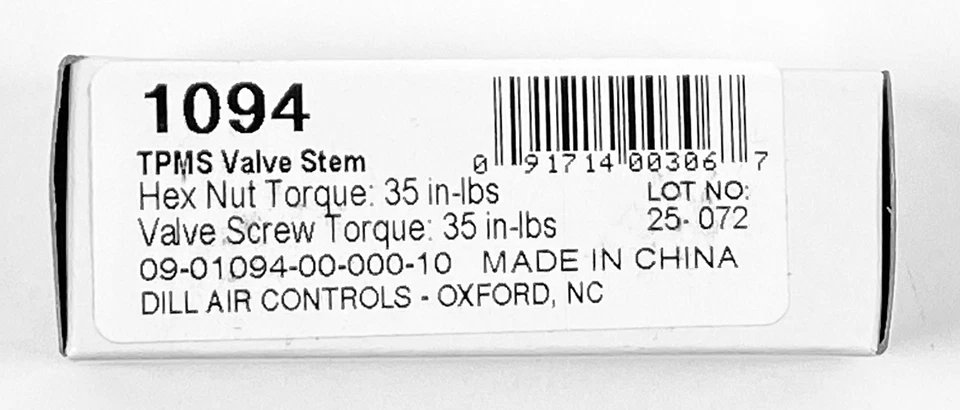 1094
0 91714 00306 7
TPMS Valve Stem
Hex Nut Torque: 35 in-lbs
LOT NO:
Valve Screw Torque: 35 in-lbs
25-072
09-01094-00-000-10 MADE IN CHINA
DILL AIR CONTROLS - OXFORD, NC